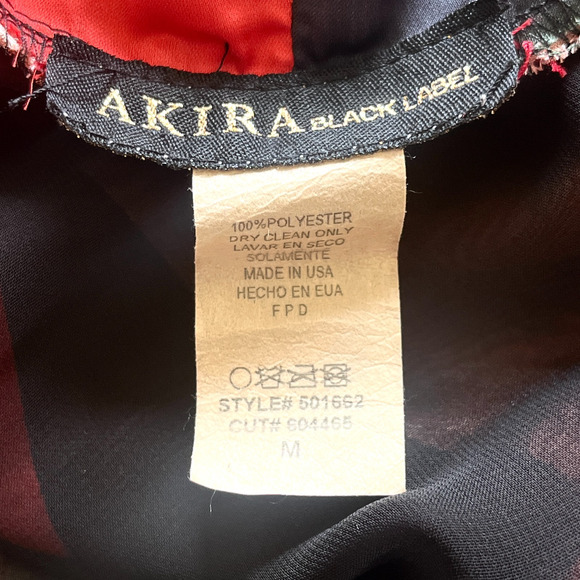 AKIRA BLACK LABEL
100%POLYESTER
DRY CLEAN ONLY
LAVAR EN SECO
SOLAMENTE
MADE IN USA
HECHO EN EUA
F P D
STYLE# 501662
CUT# 604465
M